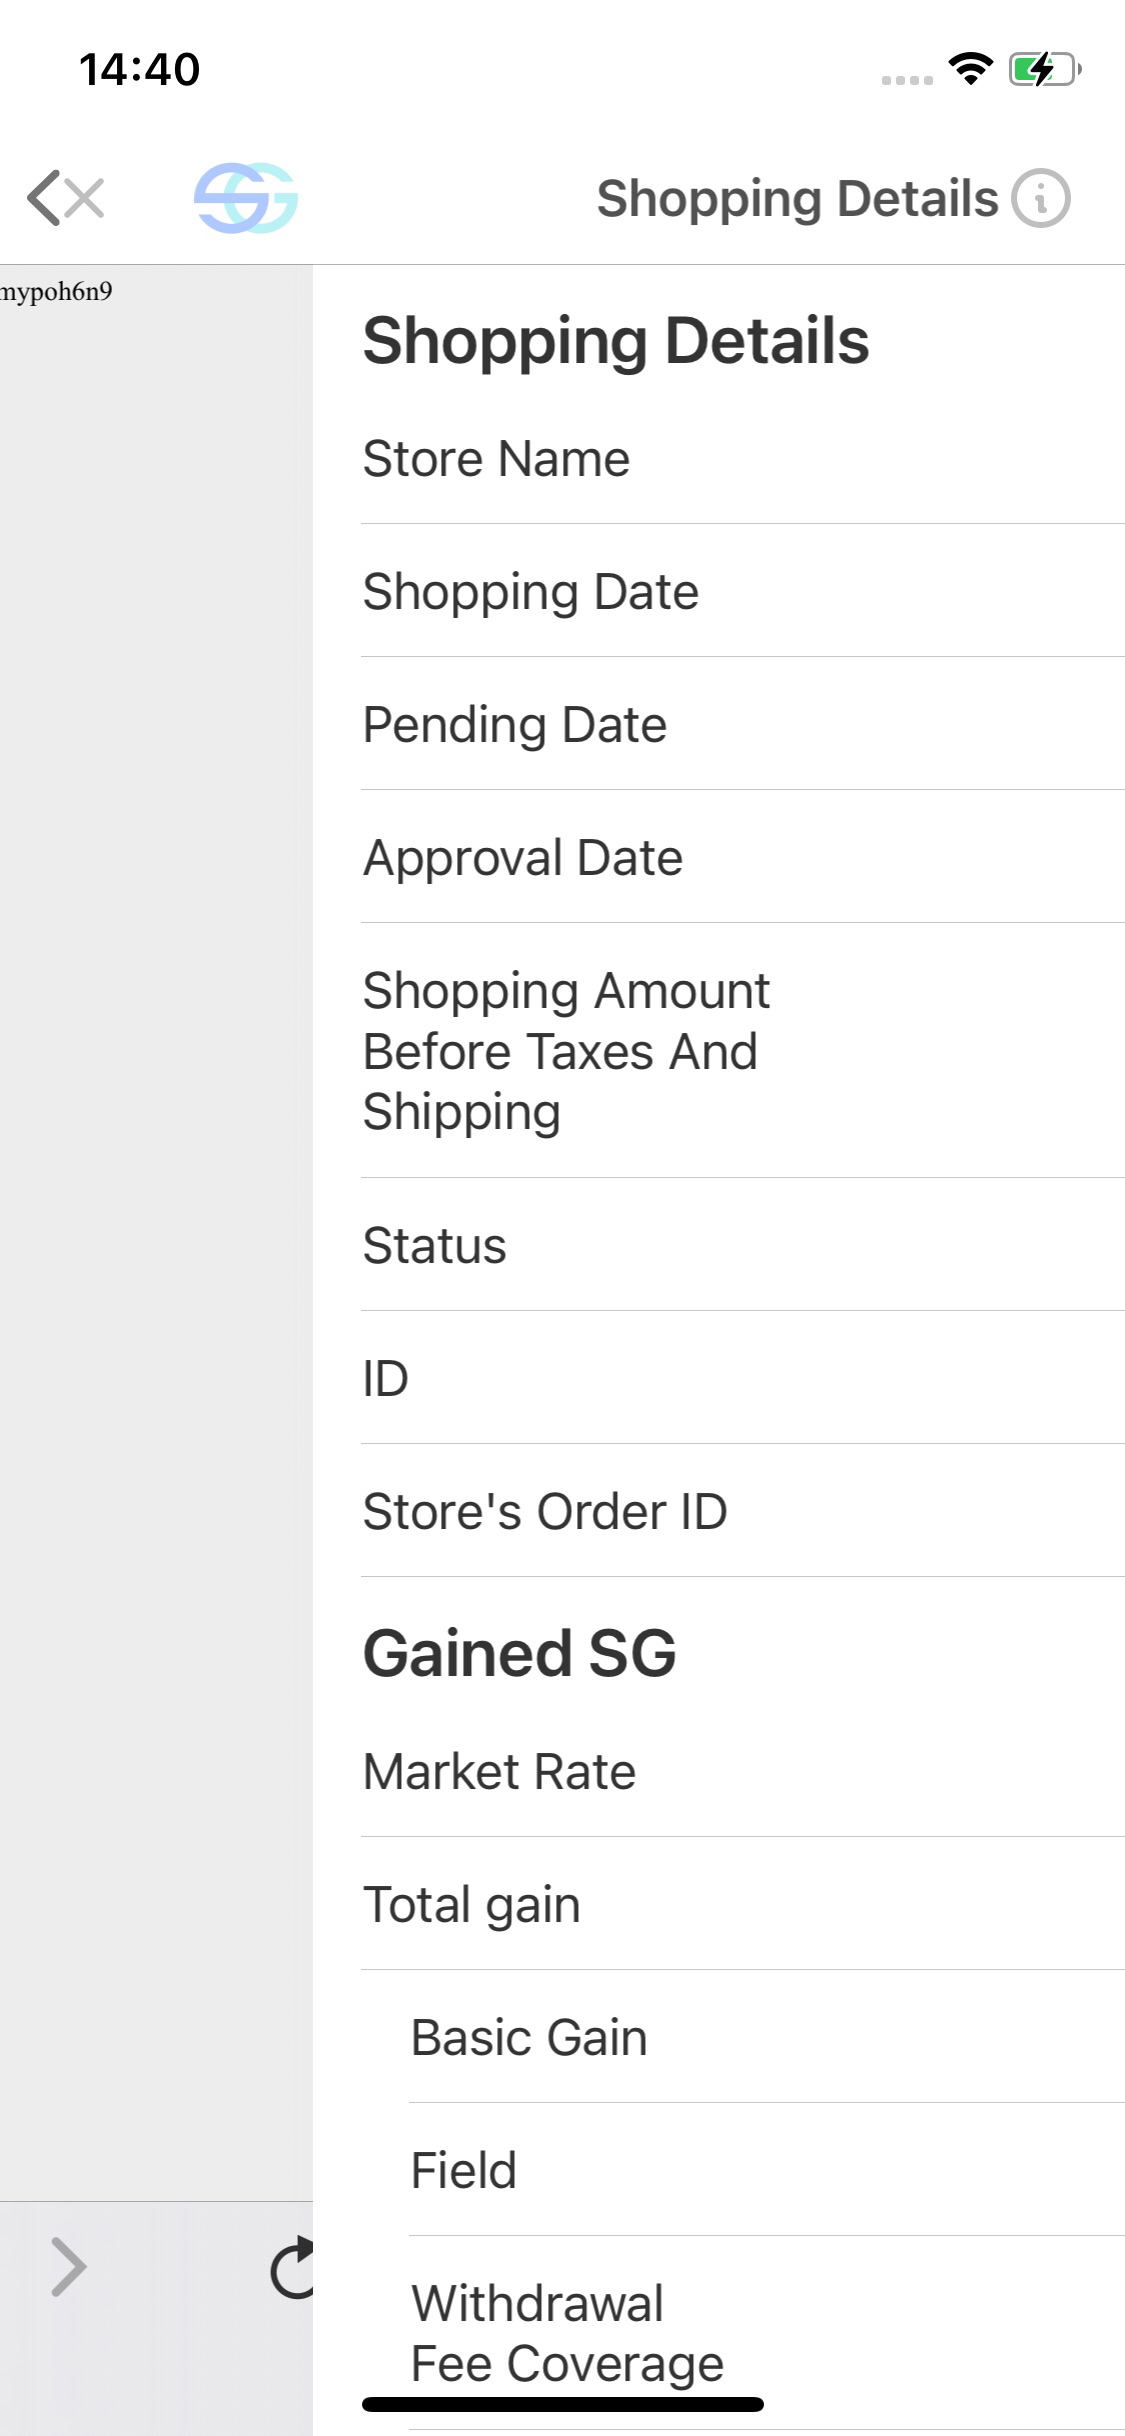 14:40
SG
Shopping Details
mypoh6n9
Shopping Details
Store Name
Shopping Date
Pending Date
Approval Date
Shopping Amount
Before Taxes And
Shipping
Status
ID
Store's Order ID
Gained SG
Market Rate
Total gain
Basic Gain
Field
Withdrawal
Fee Coverage